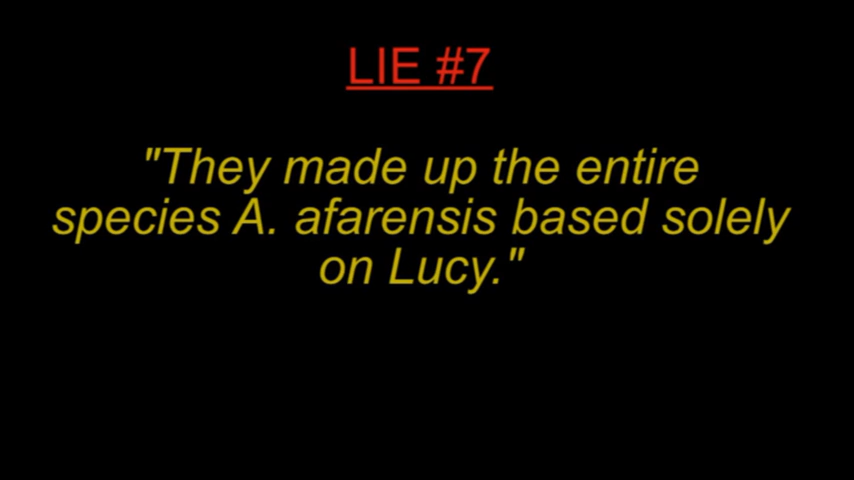 LIE #7
"They made up the entire
species A. afarensis based solely
on Lucy."